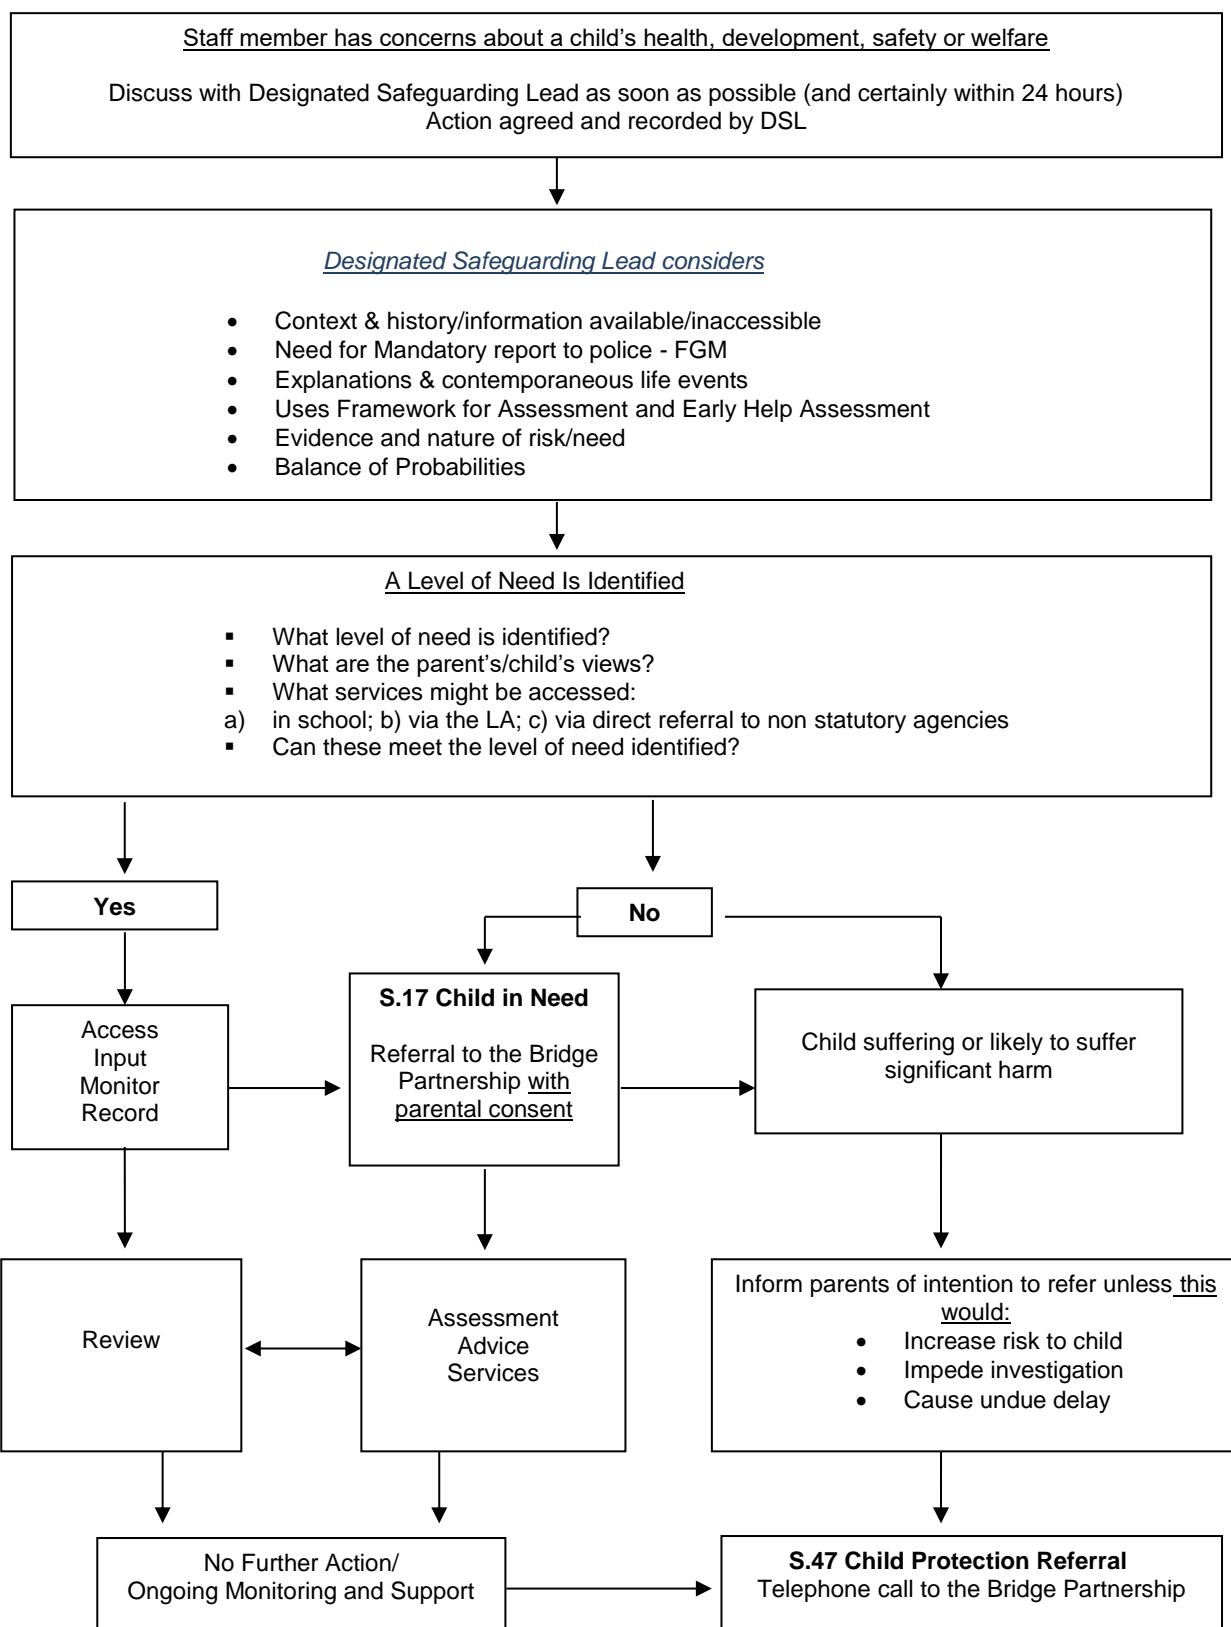 Staff member has concerns about a child’s health, development, safety or welfare
Discuss with Designated Safeguarding Lead as soon as possible (and certainly within 24 hours)
Action agreed and recorded by DSL
Designated Safeguarding Lead considers
• Context & history/information available/inaccessible
• Need for Mandatory report to police - FGM
• Explanations & contemporaneous life events
• Uses Framework for Assessment and Early Help Assessment
• Evidence and nature of risk/need
• Balance of Probabilities
A Level of Need Is Identified
▪ What level of need is identified?
▪ What are the parent’s/child’s views?
▪ What services might be accessed:
a) in school; b) via the LA; c) via direct referral to non statutory agencies
▪ Can these meet the level of need identified?
Yes
No
Access
Input
Monitor
Record
S.17 Child in Need
Referral to the Bridge
Partnership with
parental consent
Child suffering or likely to suffer
significant harm
Review
Assessment
Advice
Services
Inform parents of intention to refer unless this
would:
• Increase risk to child
• Impede investigation
• Cause undue delay
No Further Action/
Ongoing Monitoring and Support
S.47 Child Protection Referral
Telephone call to the Bridge Partnership